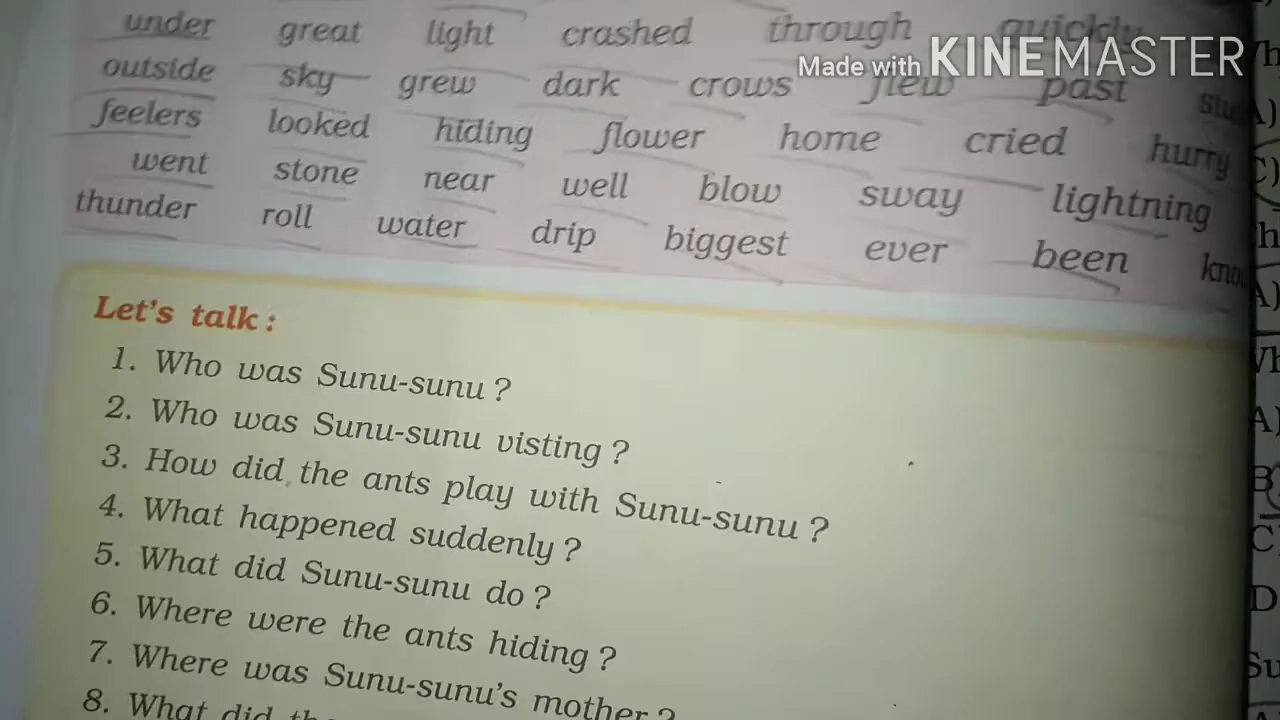 under great light crashed through quickly
Made with KINEMASTER
outside sky grew dark crows flew past
feelers looked hiding flower home cried hurry
went stone near well blow sway lightning
thunder roll water drip biggest ever been
Let's talk :
1. Who was Sunu-sunu ?
2. Who was Sunu-sunu visting ?
3. How did the ants play with Sunu-sunu ?
4. What happened suddenly ?
5. What did Sunu-sunu do ?
6. Where were the ants hiding ?
7. Where was Sunu-sunu's mother ?
8. What did